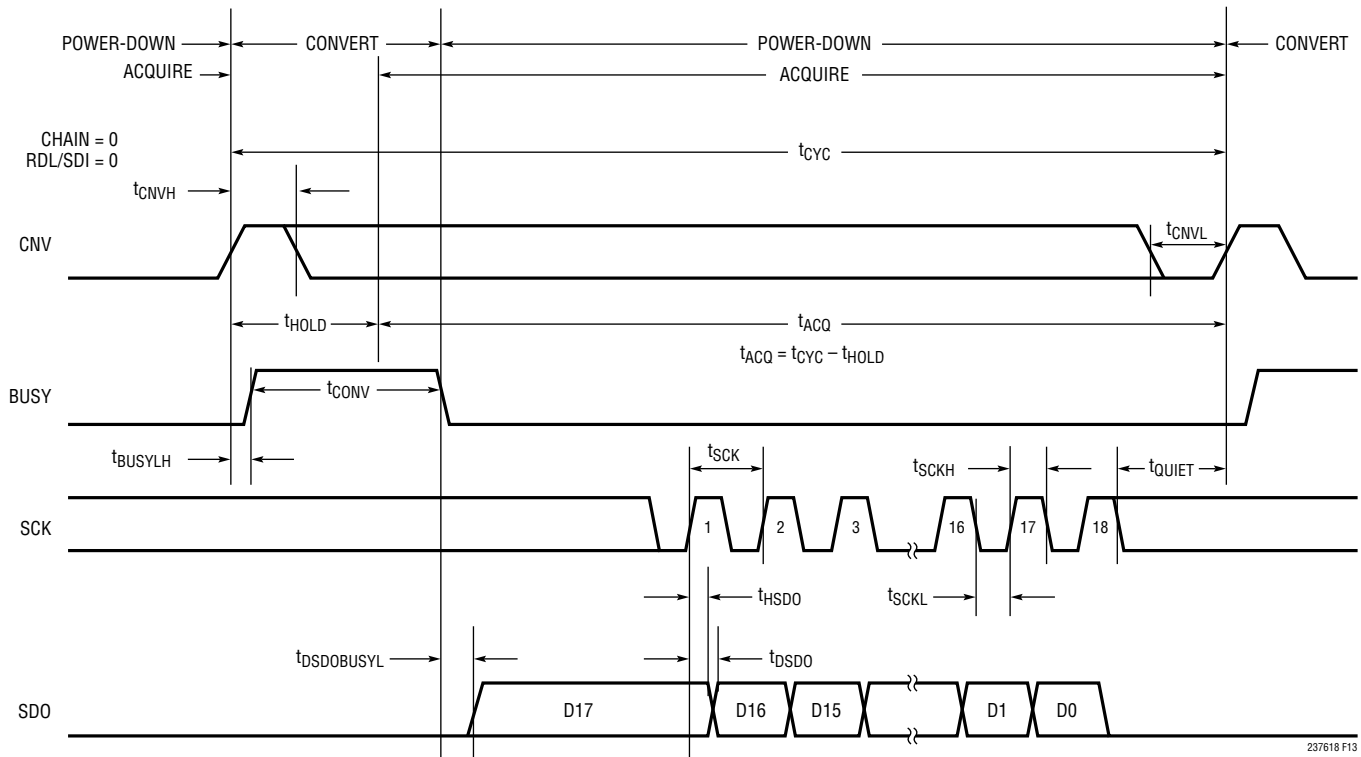 POWER-DOWN CONVERT POWER-DOWN CONVERT
ACQUIRE ACQUIRE
CHAIN = 0
RDL/SDI = 0
tCYC
tCNVH
CNV
tCNVL
tHOLD tACQ
tACQ = tCYC – tHOLD
BUSY
tCONV
tBUSYLH
tSCK tSCKH tQUIET
SCK 1 2 3 16 17 18
tHSDO tSCKL
tDSDOBUSYL tDSDO
SDO D17 D16 D15 D1 D0
237618 F13